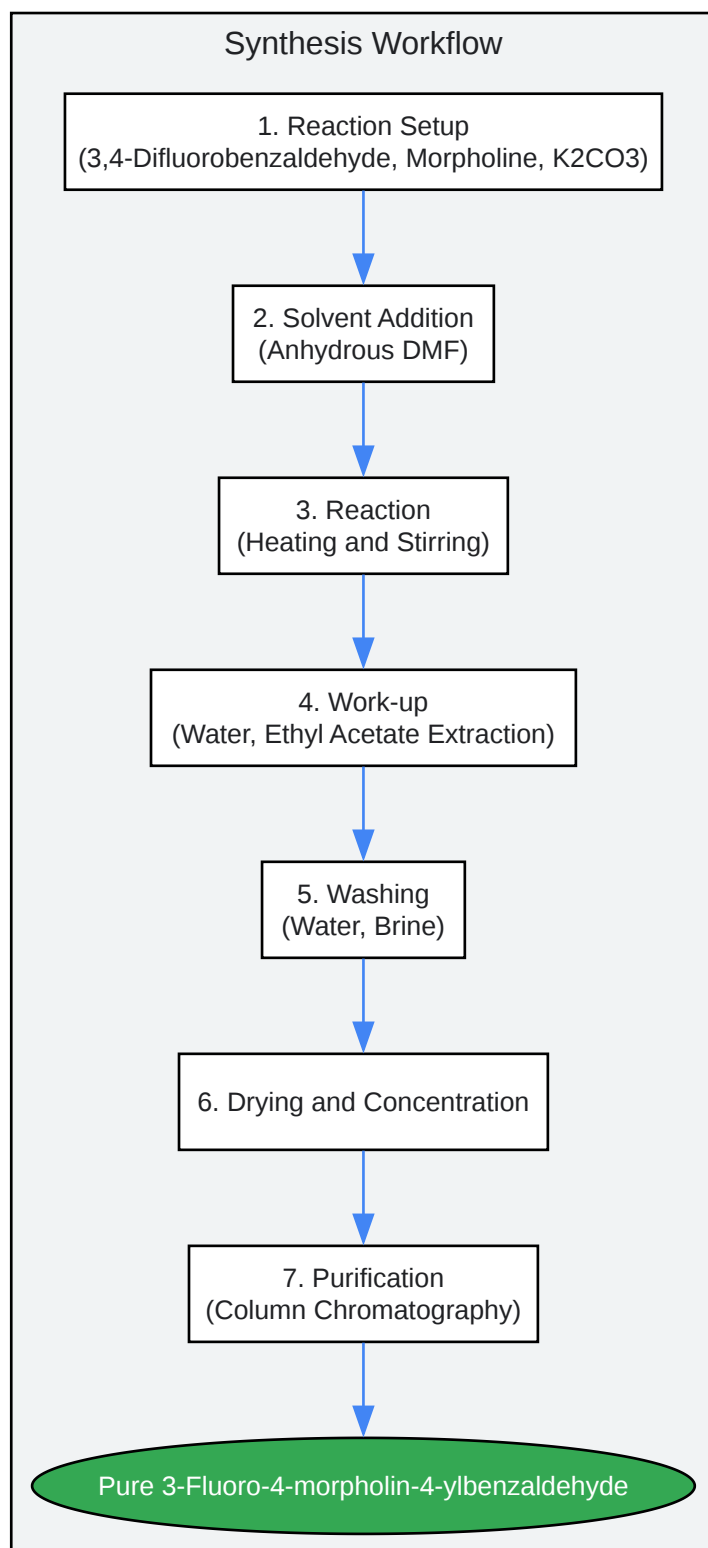 Synthesis Workflow
1. Reaction Setup
(3,4-Difluorobenzaldehyde, Morpholine, K2CO3)
2. Solvent Addition
(Anhydrous DMF)
3. Reaction
(Heating and Stirring)
4. Work-up
(Water, Ethyl Acetate Extraction)
5. Washing
(Water, Brine)
6. Drying and Concentration
7. Purification
(Column Chromatography)
Pure 3-Fluoro-4-morpholin-4-ylbenzaldehyde